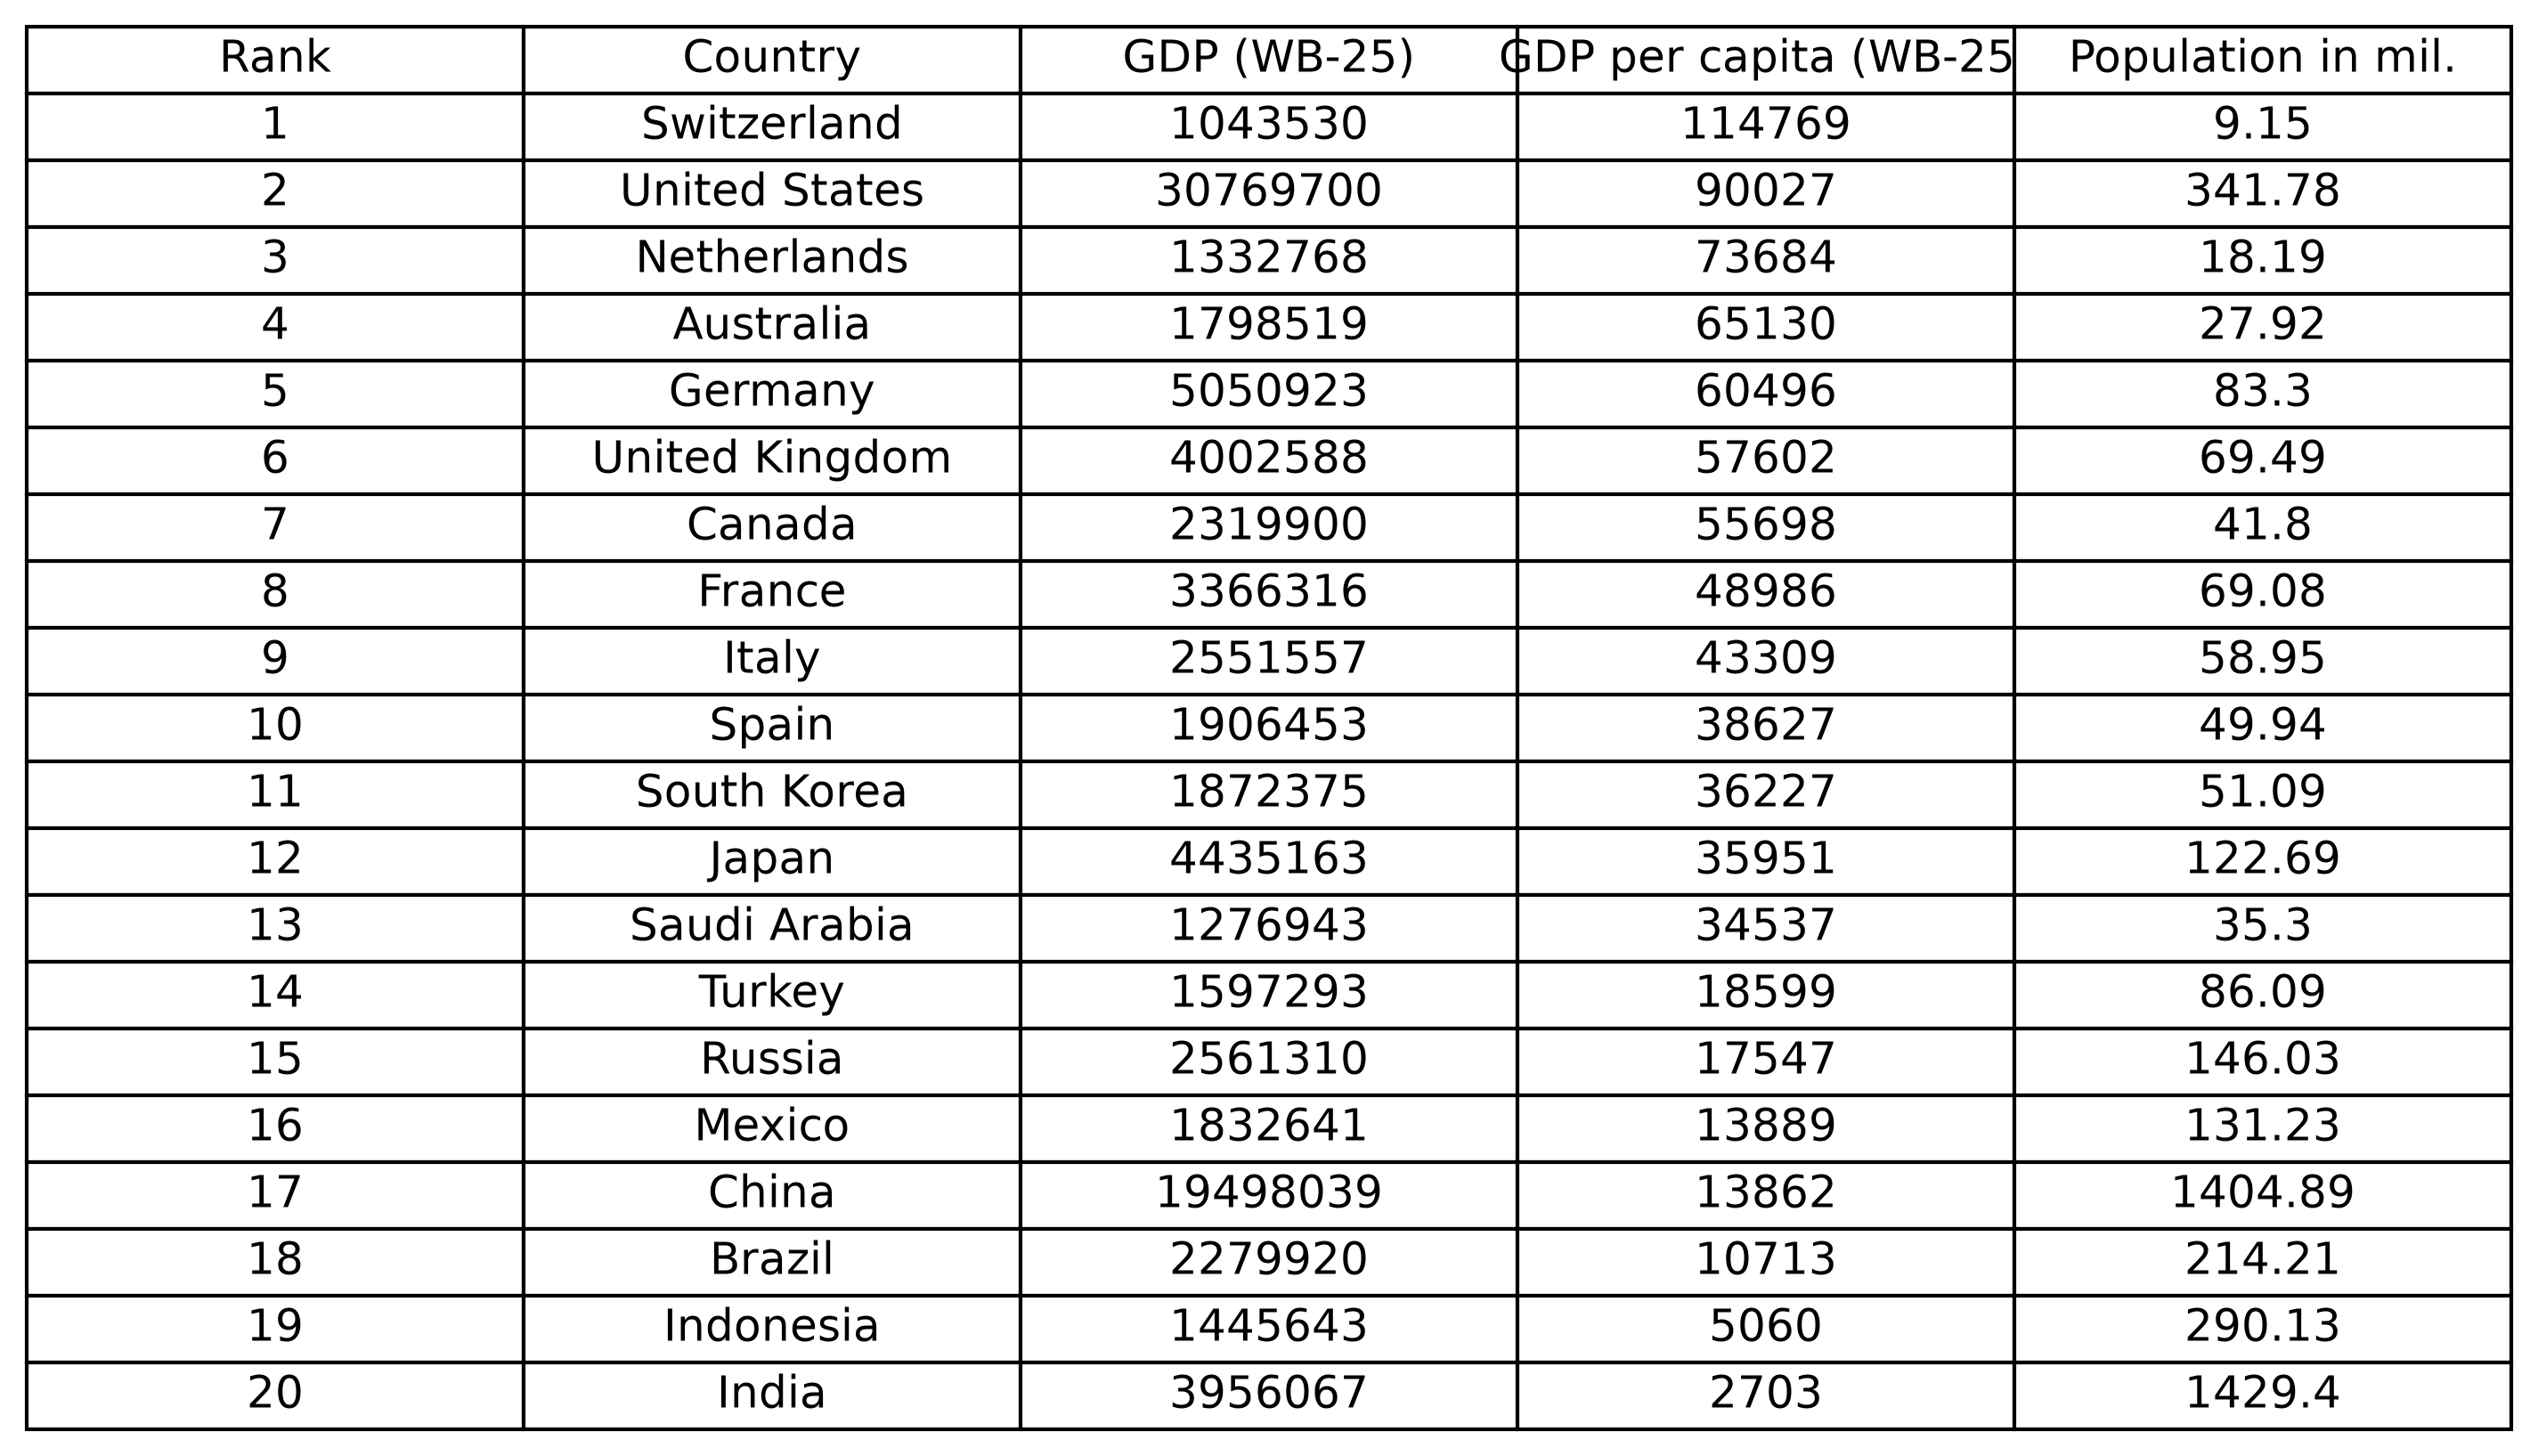 Rank Country GDP (WB-25) GDP per capita (WB-25 Population in mil.
1 Switzerland 1043530 114769 9.15
2 United States 30769700 90027 341.78
3 Netherlands 1332768 73684 18.19
4 Australia 1798519 65130 27.92
5 Germany 5050923 60496 83.3
6 United Kingdom 4002588 57602 69.49
7 Canada 2319900 55698 41.8
8 France 3366316 48986 69.08
9 Italy 2551557 43309 58.95
10 Spain 1906453 38627 49.94
11 South Korea 1872375 36227 51.09
12 Japan 4435163 35951 122.69
13 Saudi Arabia 1276943 34537 35.3
14 Turkey 1597293 18599 86.09
15 Russia 2561310 17547 146.03
16 Mexico 1832641 13889 131.23
17 China 19498039 13862 1404.89
18 Brazil 2279920 10713 214.21
19 Indonesia 1445643 5060 290.13
20 India 3956067 2703 1429.4